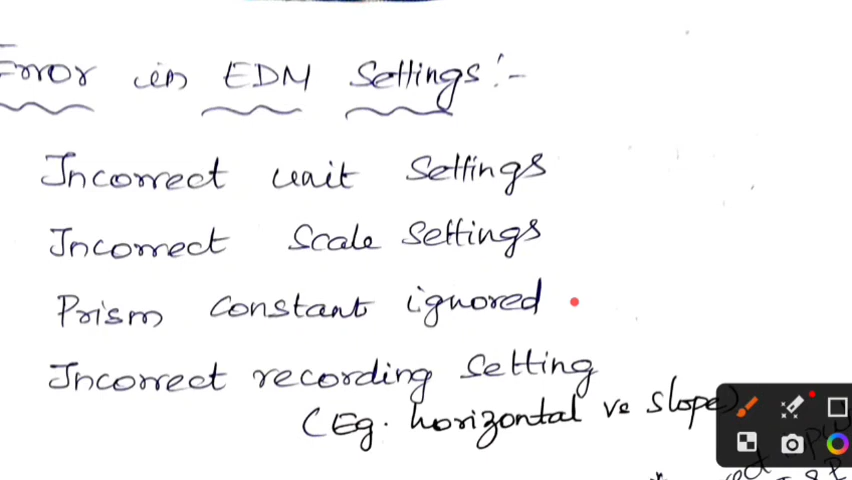 Error in EDM Settings:-
Incorrect unit settings
Incorrect Scale Settings
Prism constant ignored
Incorrect recording setting
(Eg. horizontal vs slope)